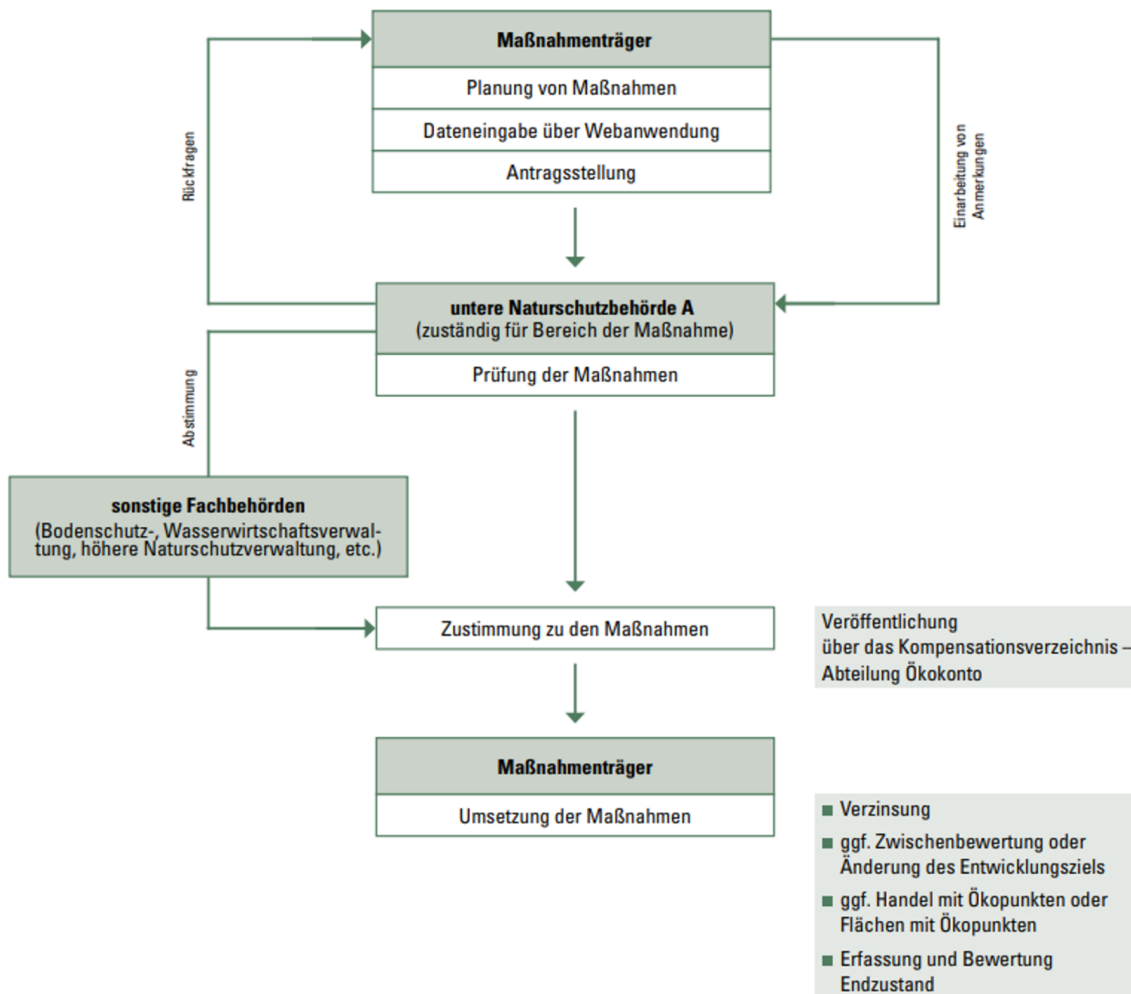 Maßnahmenträger
Planung von Maßnahmen
Dateneingabe über Webanwendung
Antragsstellung
Rückfragen
Einarbeitung von
Anmerkungen
untere Naturschutzbehörde A
(zuständig für Bereich der Maßnahme)
Prüfung der Maßnahmen
Abstimmung
sonstige Fachbehörden
(Bodenschutz-, Wasserwirtschaftsverwal-
tung, höhere Naturschutzverwaltung, etc.)
Zustimmung zu den Maßnahmen
Veröffentlichung
über das Kompensationsverzeichnis –
Abteilung Ökokonto
Maßnahmenträger
Umsetzung der Maßnahmen
■ Verzinsung
■ ggf. Zwischenbewertung oder
Änderung des Entwicklungsziels
■ ggf. Handel mit Ökopunkten oder
Flächen mit Ökopunkten
■ Erfassung und Bewertung
Endzustand